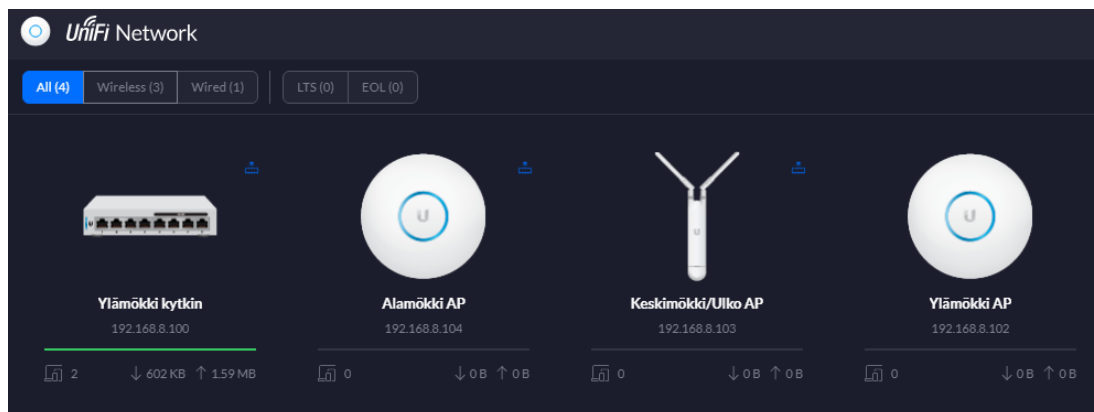 UniFi Network
All (4) Wireless (3) Wired (1) LTS (0) EOL (0)
U U U
Ylämökki kytkin Alamökki AP Keskimökki/Ulko AP Ylämökki AP
192.168.8.100 192.168.8.104 192.168.8.103 192.168.8.102
2 ↓ 602 KB ↑ 1.59 MB 0 ↓ 0 B ↑ 0 B 0 ↓ 0 B ↑ 0 B 0 ↓ 0 B ↑ 0 B